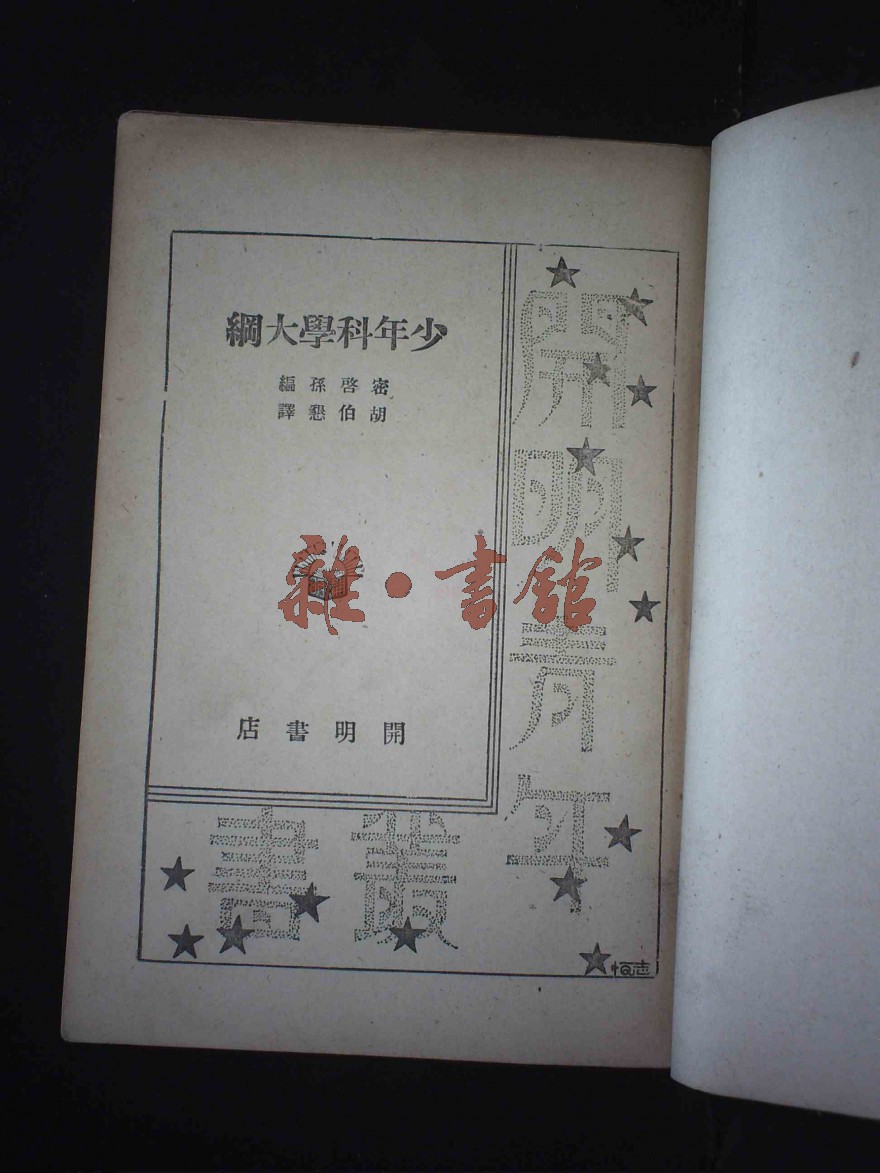 少年科學大綱
密啓孫編
胡伯懇譯
雜·書館
開明書店
開明青年
叢書
志恒